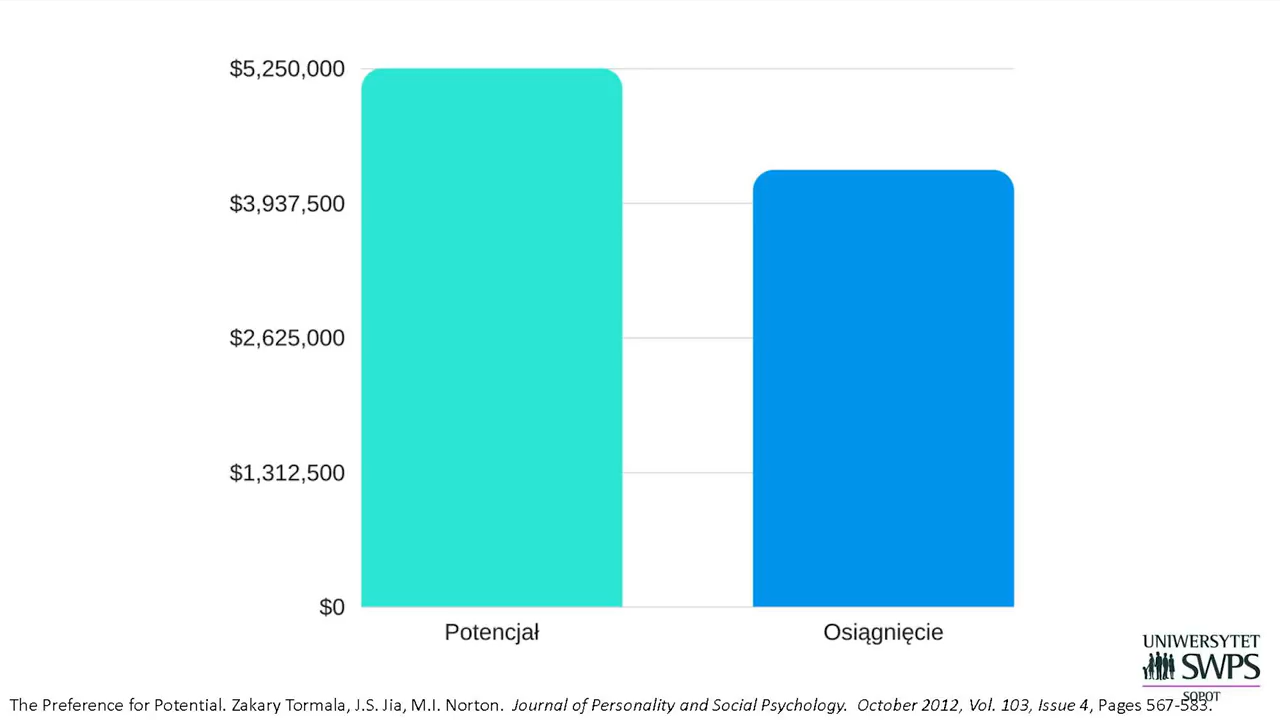 $5,250,000
$3,937,500
$2,625,000
$1,312,500
$0
Potencjał
Osiągnięcie
UNIWERSYTET
SWPS
SOPOT
The Preference for Potential. Zakary Tormala, J.S. Jia, M.I. Norton. Journal of Personality and Social Psychology. October 2012, Vol. 103, Issue 4, Pages 567-583.